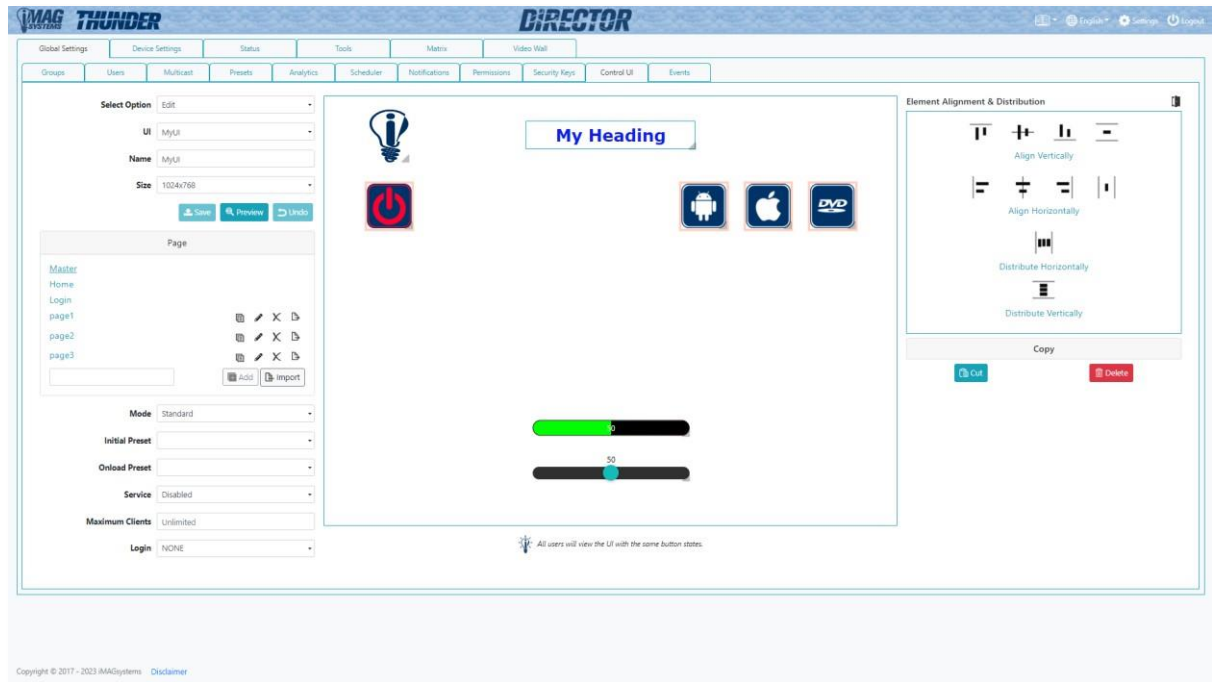 iMAG SYSTEMS THUNDER DIRECTOR English Settings Logout
Global Settings Device Settings Status Tools Matrix Video Wall
Groups Users Multicast Presets Analytics Scheduler Notifications Permissions Security Keys Control UI Events
Select Option Edit
UI MyUI
Name MyUI
Size 1024x768
Save Preview Undo
Page
Master
Home
Login
page1
page2
page3
Add Import
Mode Standard
Initial Preset
Onload Preset
Service Disabled
Maximum Clients Unlimited
Login NONE
My Heading
DVD
50
50
All users will view the UI with the same button states.
Element Alignment & Distribution
Align Vertically
Align Horizontally
Distribute Horizontally
Distribute Vertically
Copy
Cut Delete
Copyright © 2017 - 2023 iMAGsystems Disclaimer